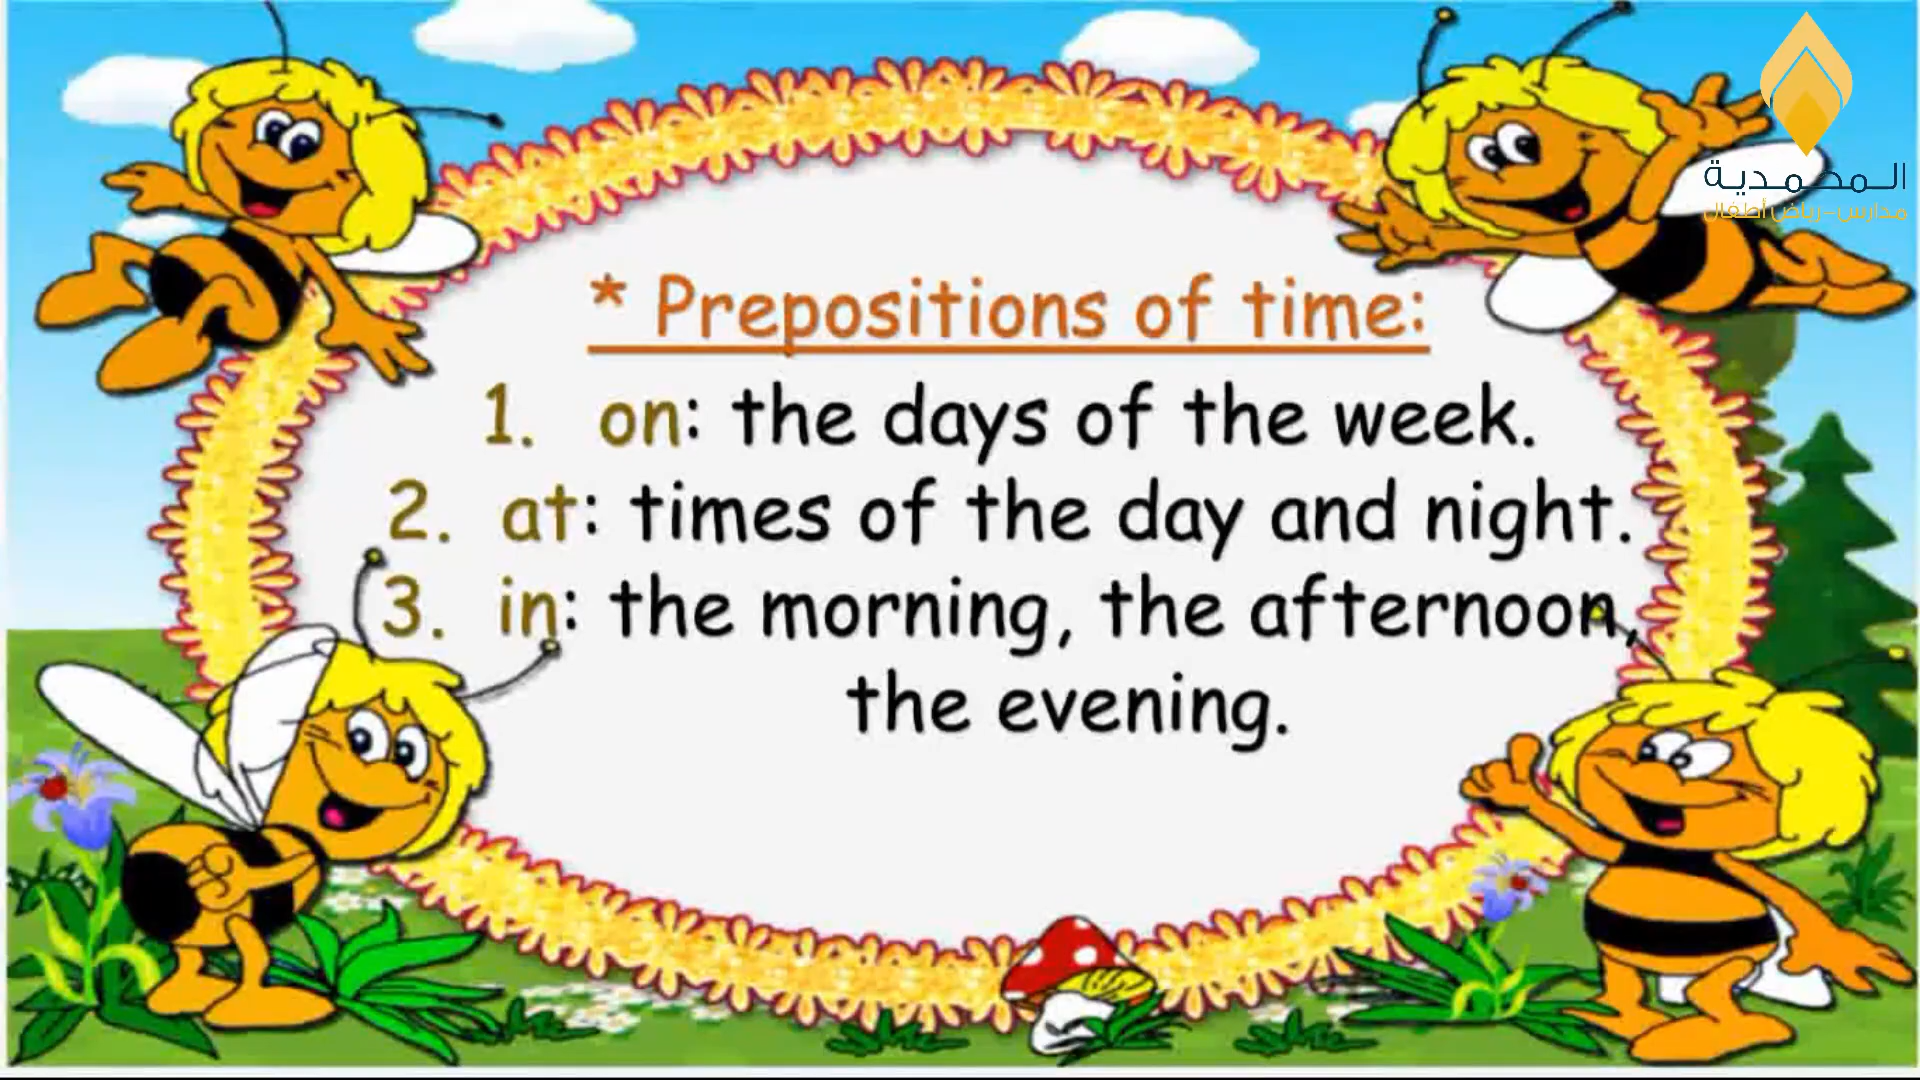 المحمدية
مدارس-رياض أطفال
* Prepositions of time:
1. on: the days of the week.
2. at: times of the day and night.
3. in: the morning, the afternoon,
the evening.